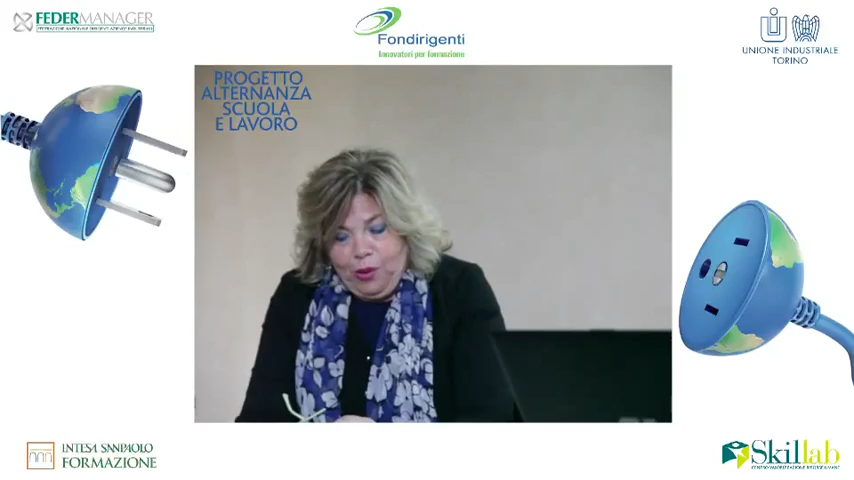 FEDERMANAGER
Fondirigenti
Innovatori per formazione
UNIONE INDUSTRIALE
TORINO
PROGETTO
ALTERNANZA
SCUOLA
E LAVORO
INTESA SANPAOLO
FORMAZIONE
Skillab